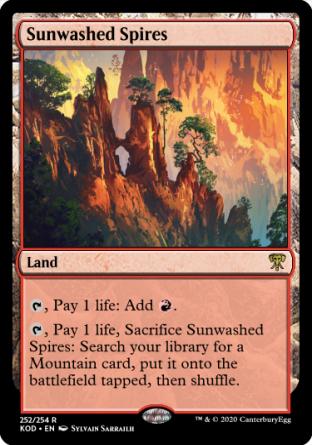 Sunwashed Spires
Land
, Pay 1 life: Add .
, Pay 1 life, Sacrifice Sunwashed
Spires: Search your library for a
Mountain card, put it onto the
battlefield tapped, then shuffle.
252/254 R
KOD • EN Sylvain Sarrailh
™ & © 2020 CanterburyEgg